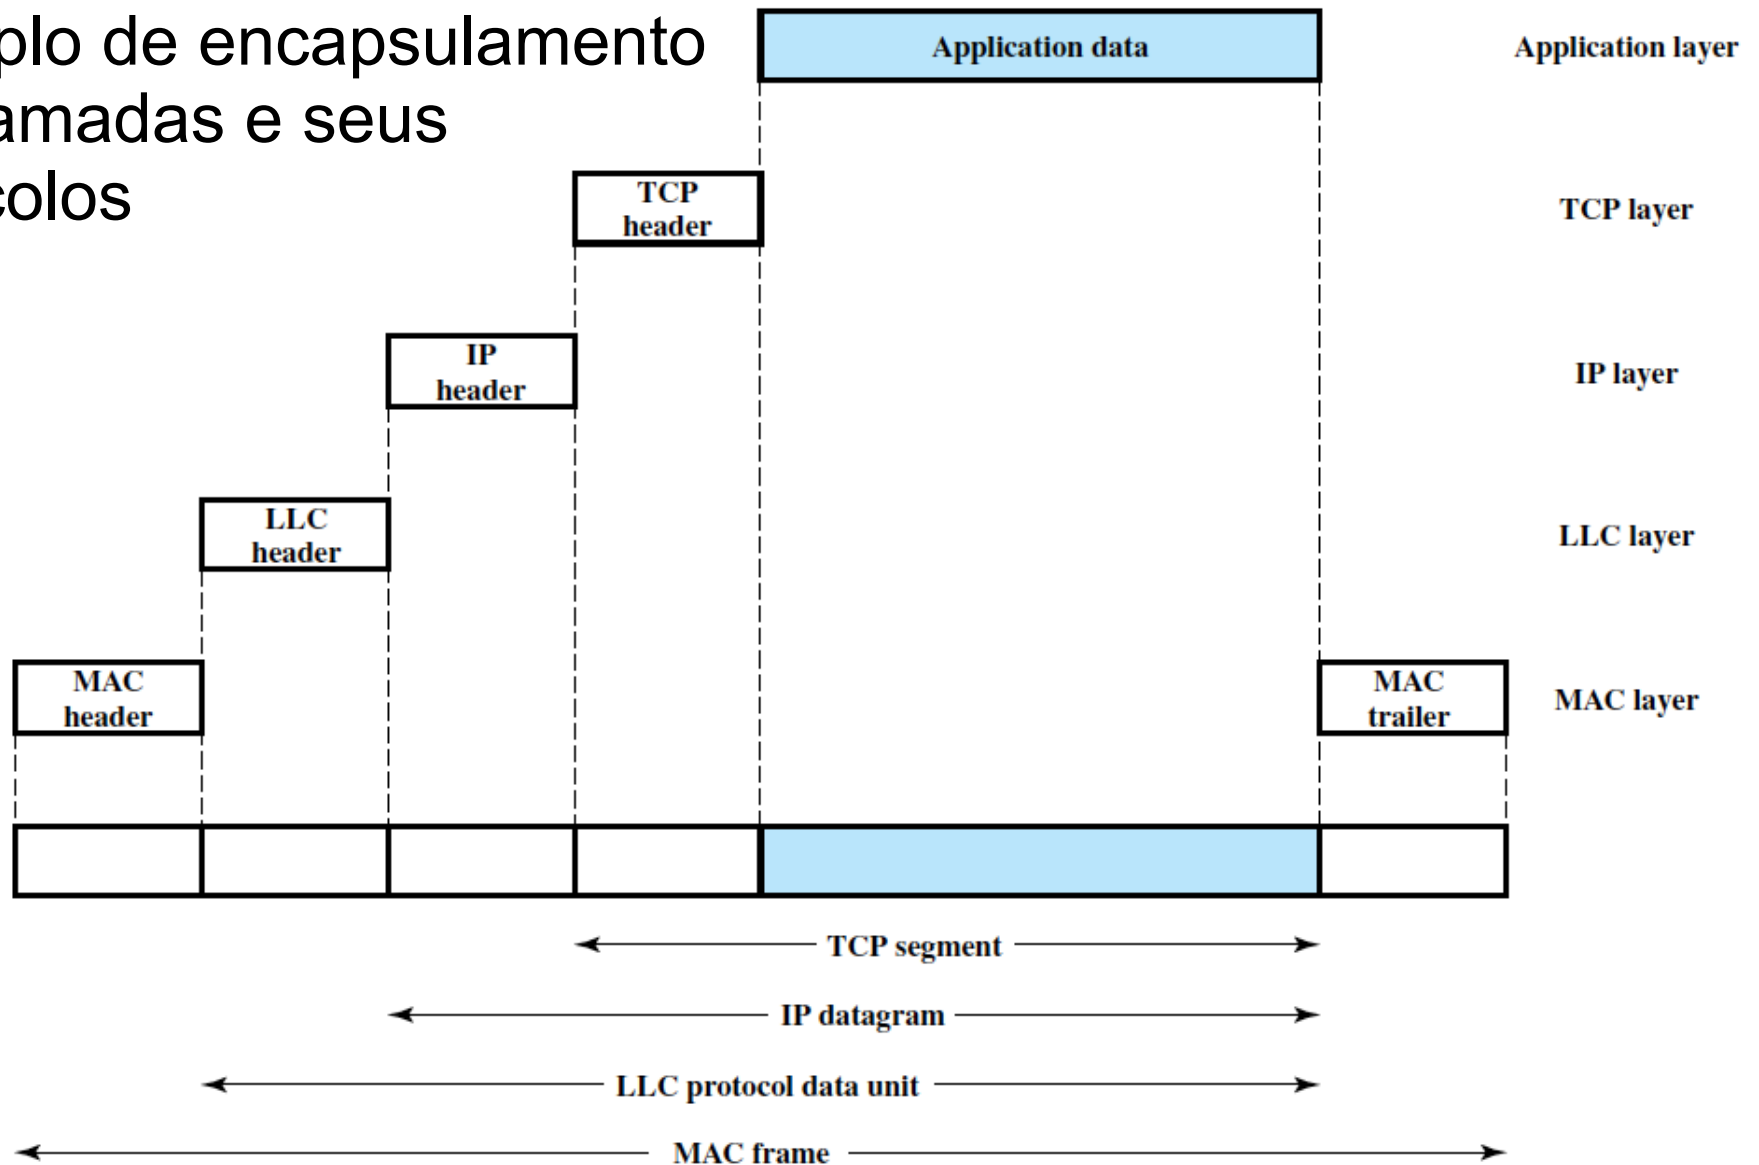 plo de encapsulamento
amadas e seus
colos
Application data
Application layer
TCP
header
TCP layer
IP
header
IP layer
LLC
header
LLC layer
MAC
header
MAC
trailer
MAC layer
TCP segment
IP datagram
LLC protocol data unit
MAC frame